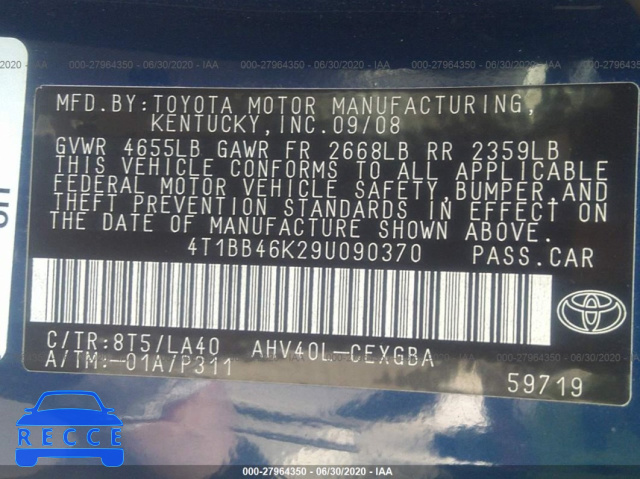 000-27964350 - 06/30/2020 - IAA
MFD.BY:TOYOTA MOTOR MANUFACTURING,
KENTUCKY,INC.09/08
GVWR 4655LB GAWR FR 2668LB RR 2359LB
THIS VEHICLE CONFORMS TO ALL APPLICABLE
FEDERAL MOTOR VEHICLE SAFETY,BUMPER,AND
THEFT PREVENTION STANDARDS IN EFFECT ON
THE DATE OF MANUFACTURE SHOWN ABOVE.
4T1BB46K29U090370 PASS.CAR
TOYOTA
C/TR:8T5/LA40 AHV40L-CEXGBA
A/TM:-01A/P311
59719
RECCE
000-27964350 - 06/30/2020 - IAA